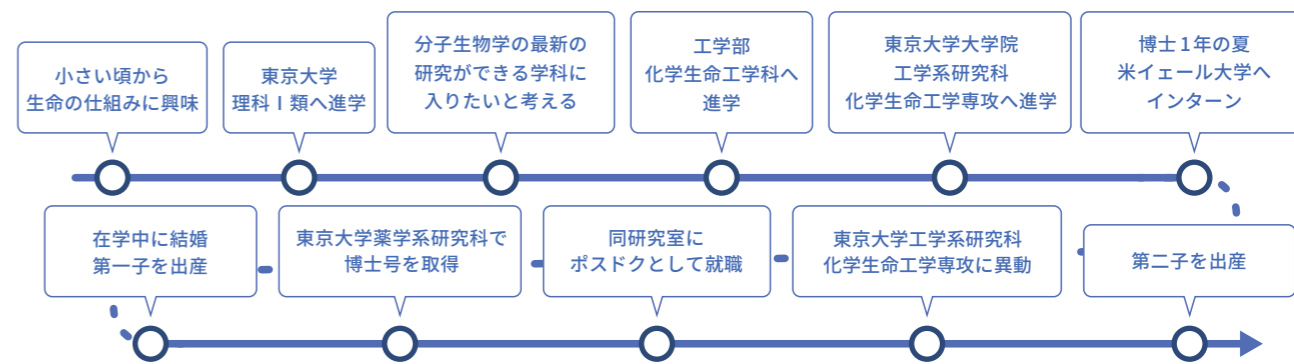 小さい頃から
生命の仕組みに興味
東京大学
理科Ⅰ類へ進学
分子生物学の最新の
研究ができる学科に
入りたいと考える
工学部
化学生命工学科へ
進学
東京大学大学院
工学系研究科
化学生命工学専攻へ進学
博士1年の夏
米イェール大学へ
インターン
在学中に結婚
第一子を出産
東京大学薬学系研究科で
博士号を取得
同研究室に
ポスドクとして就職
東京大学工学系研究科
化学生命工学専攻に異動
第二子を出産